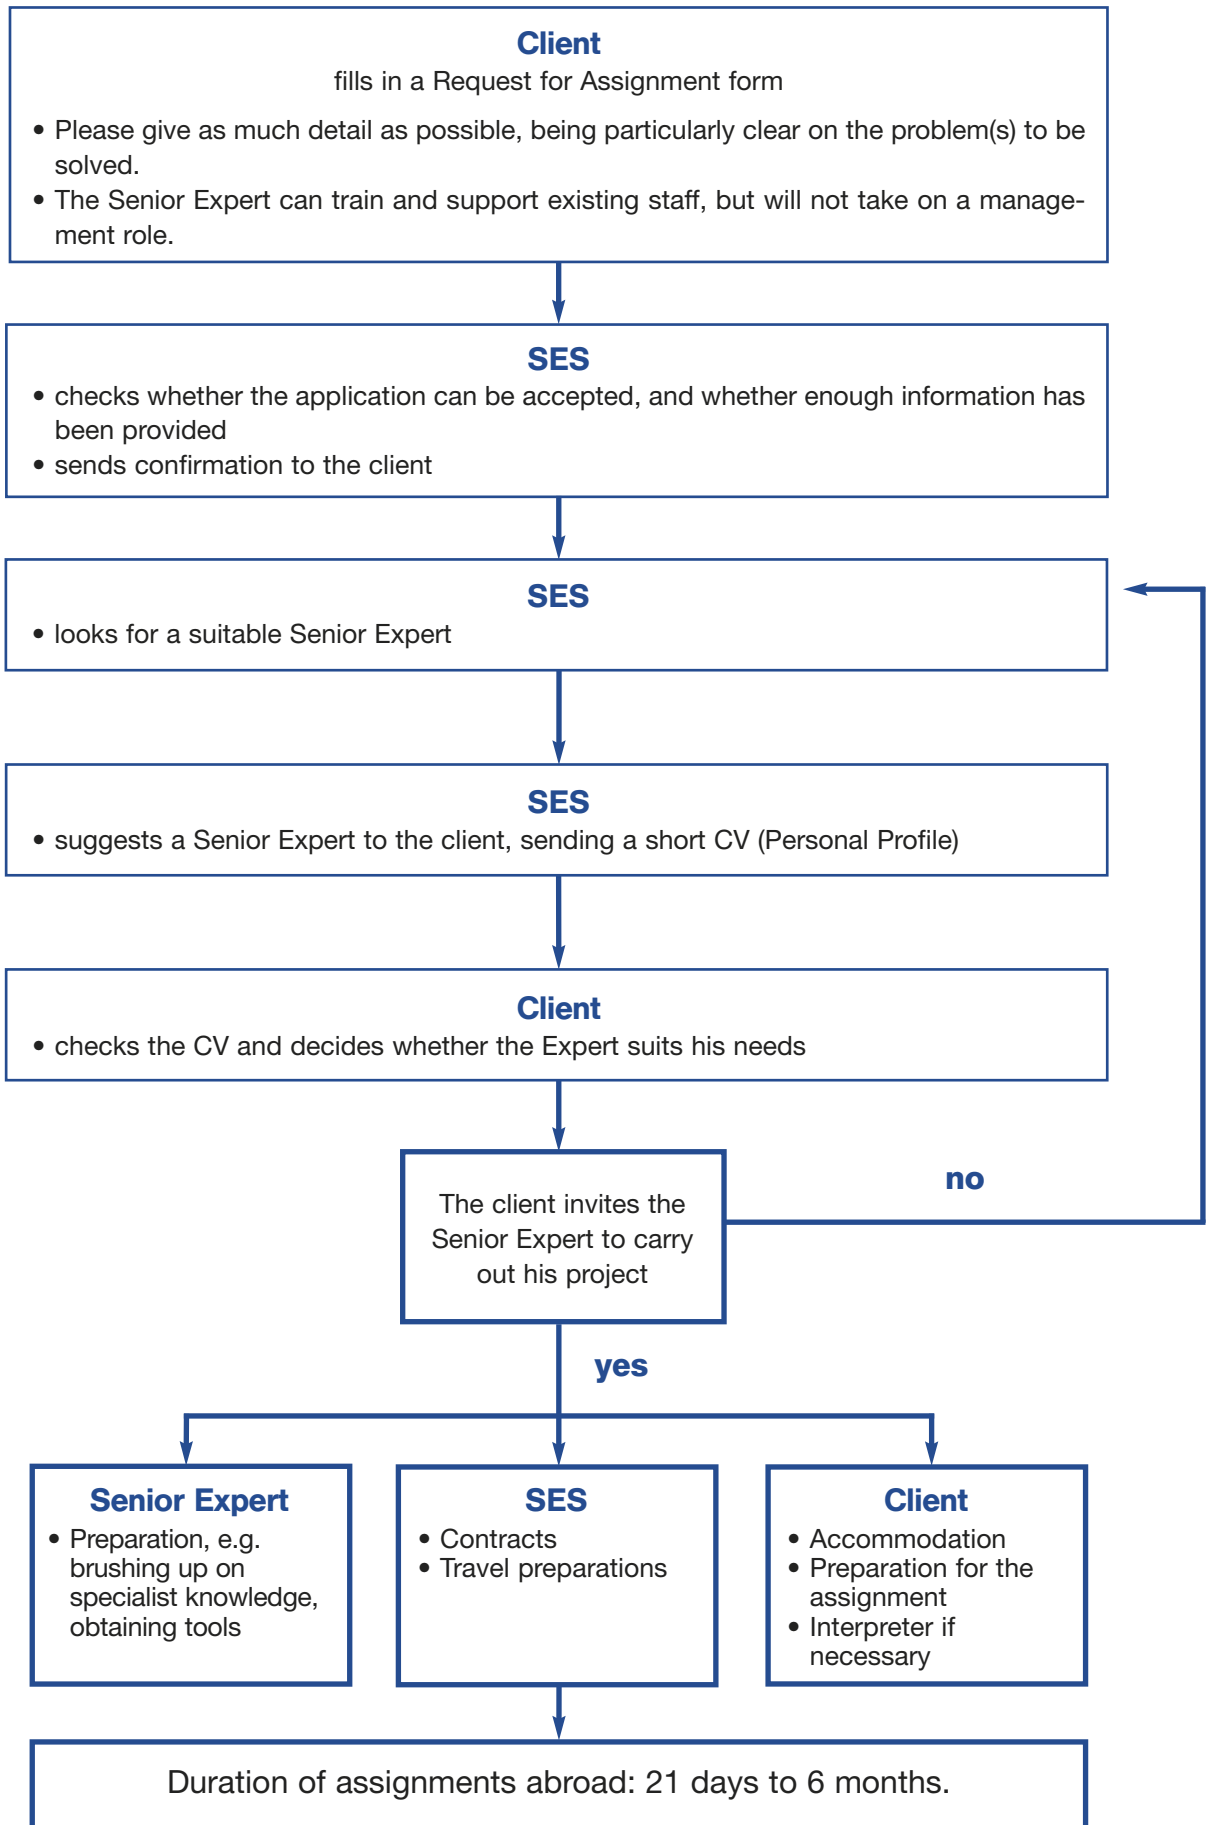 Client
fills in a Request for Assignment form
• Please give as much detail as possible, being particularly clear on the problem(s) to be
solved.
• The Senior Expert can train and support existing staff, but will not take on a manage-
ment role.
SES
• checks whether the application can be accepted, and whether enough information has
been provided
• sends confirmation to the client
SES
• looks for a suitable Senior Expert
SES
• suggests a Senior Expert to the client, sending a short CV (Personal Profile)
Client
• checks the CV and decides whether the Expert suits his needs
The client invites the
Senior Expert to carry
out his project
no
yes
Senior Expert
• Preparation, e.g.
brushing up on
specialist knowledge,
obtaining tools
SES
• Contracts
• Travel preparations
Client
• Accommodation
• Preparation for the
assignment
• Interpreter if
necessary
Duration of assignments abroad: 21 days to 6 months.